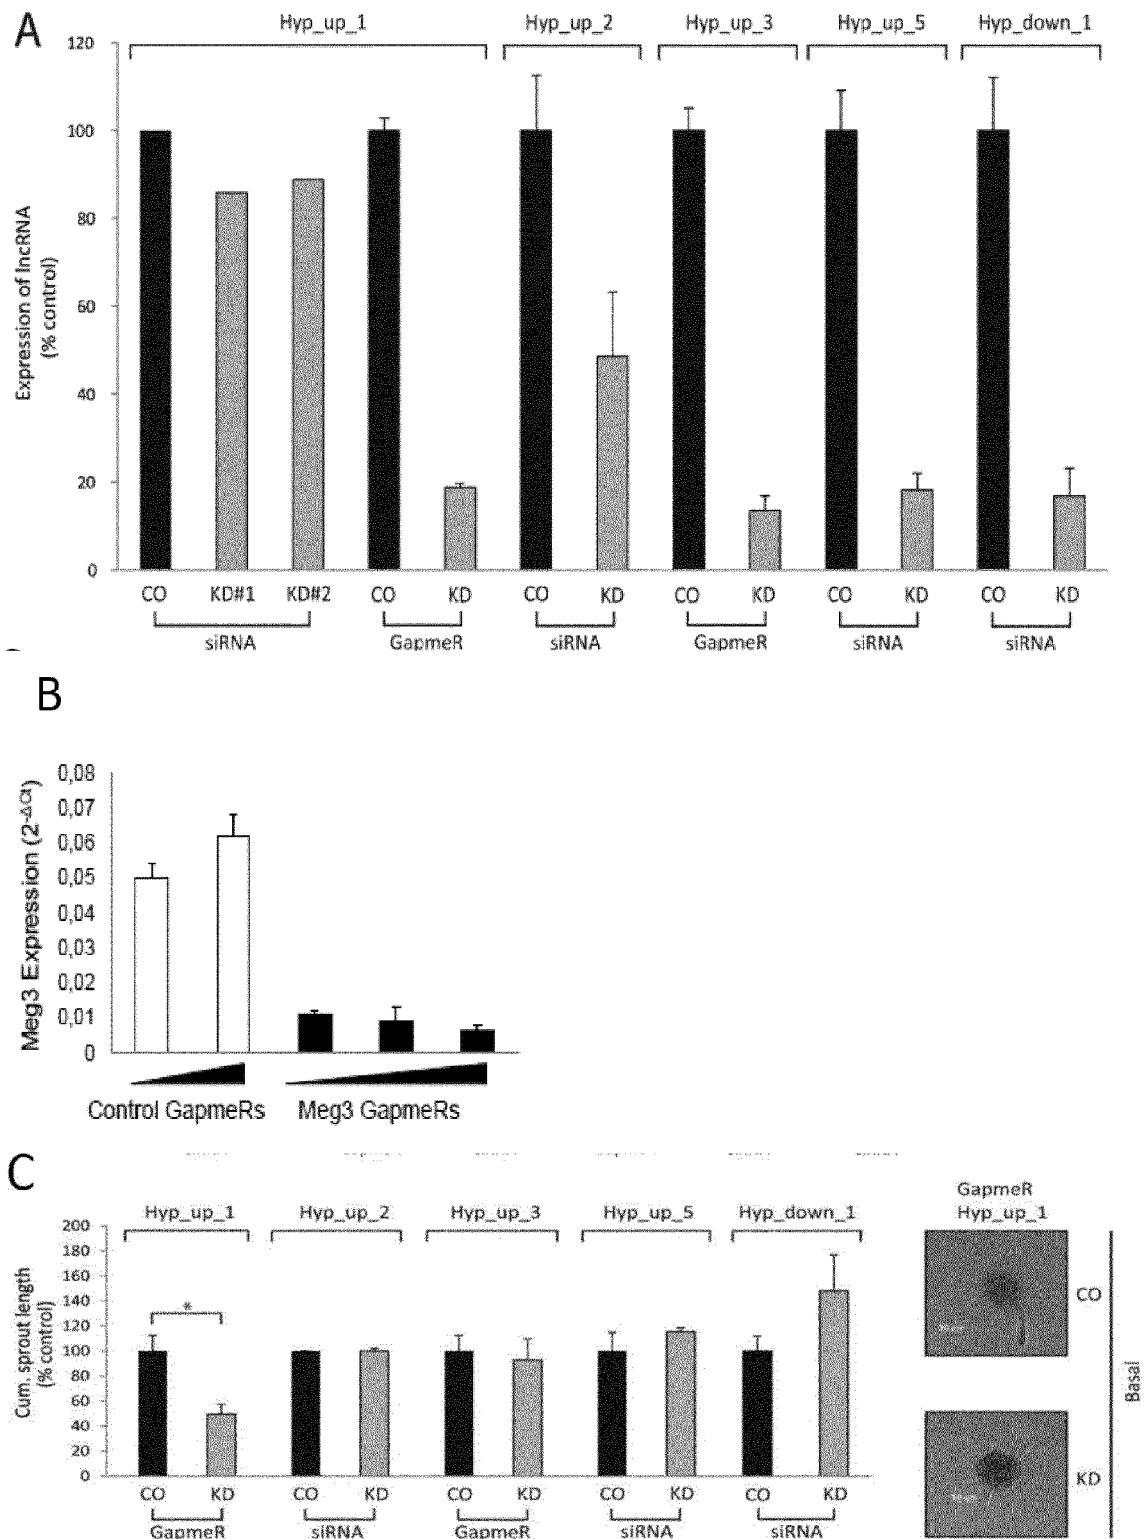 A
Hyp_up_1 Hyp_up_2 Hyp_up_3 Hyp_up_5 Hyp_down_1
Expression of lncRNA
(% control)
120
100
80
60
40
20
0
CO KD#1 KD#2 CO KD CO KD CO KD CO KD CO KD
siRNA GapmeR siRNA GapmeR siRNA siRNA
B
Meg3 Expression (2-ΔCt)
0,08
0,07
0,06
0,05
0,04
0,03
0,02
0,01
0
Control GapmeRs Meg3 GapmeRs
C
Hyp_up_1 Hyp_up_2 Hyp_up_3 Hyp_up_5 Hyp_down_1
Cum. sprout length
(% control)
200
180
160
140
120
100
80
60
40
20
0
*
CO KD CO KD CO KD CO KD CO KD
GapmeR siRNA GapmeR siRNA siRNA
GapmeR
Hyp_up_1
CO
KD
Basal